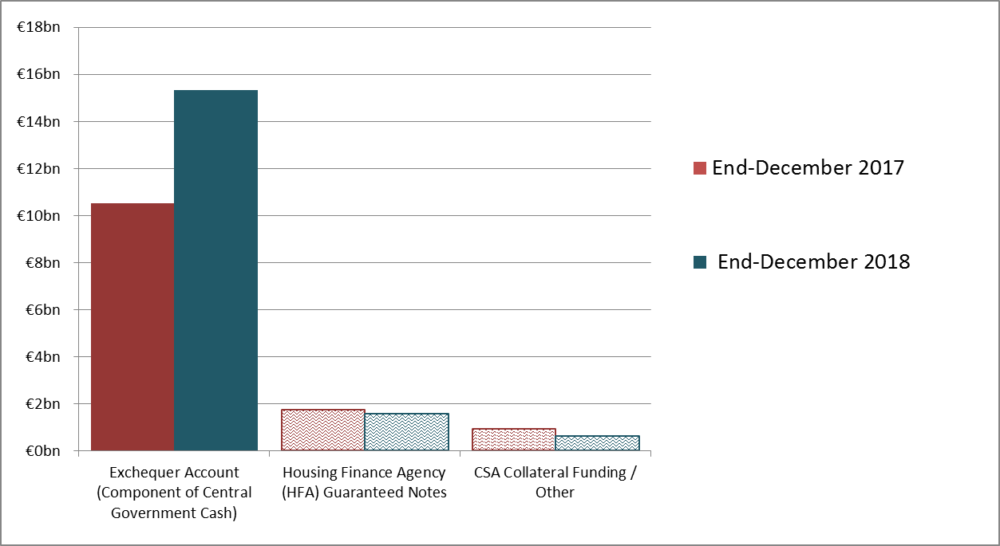 €18bn
€16bn
€14bn
€12bn
€10bn
€8bn
€6bn
€4bn
€2bn
€0bn
Exchequer Account
(Component of Central
Government Cash)
Housing Finance Agency
(HFA) Guaranteed Notes
CSA Collateral Funding /
Other
End-December 2017
End-December 2018